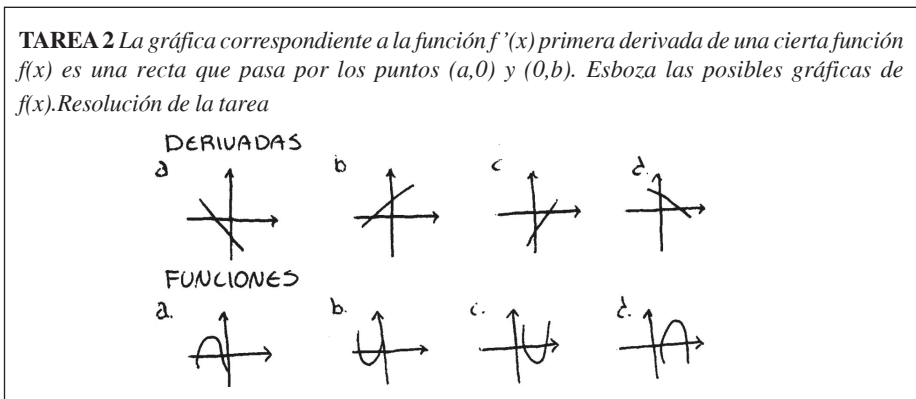 TAREA 2 La gráfica correspondiente a la función f ’(x) primera derivada de una cierta función
f(x) es una recta que pasa por los puntos (a,0) y (0,b). Esboza las posibles gráficas de
f(x).Resolución de la tarea
DERIVADAS
a b c d.
FUNCIONES
a. b. c. d.